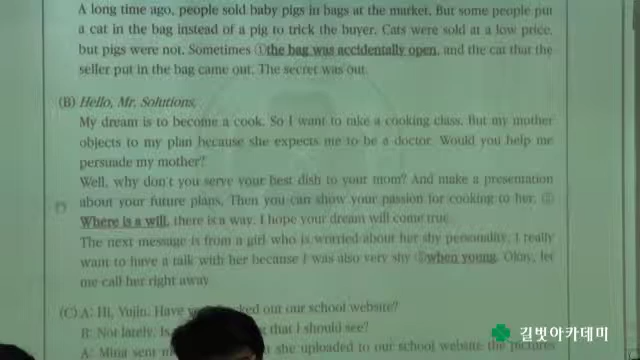 A long time ago, people sold baby pigs in bags at the market. But some people put
a cat in the bag instead of a pig to trick the buyer. Cats were sold at a low price,
but pigs were not. Sometimes ①the bag was accidentally open, and the cat that the
seller put in the bag came out. The secret was out.
(B) Hello, Mr. Solutions,
My dream is to become a cook. So I want to take a cooking class. But my mother
objects to my plan because she expects me to be a doctor. Would you help me
persuade my mother?
Well, why don't you serve your best dish to your mom? And make a presentation
about your future plans. Then you can show your passion for cooking to her. ②
Where is a will, there is a way. I hope your dream will come true.
The next message is from a girl who is worried about her shy personality. I really
want to have a talk with her because I was also very shy ③when young. Okay, let
me call her right away.
(C) A: Hi, Yujin. Have out our school website?
B: Not lately. that I should see?
A: Mina sent she uploaded to our school website the pictures
길벗아카데미